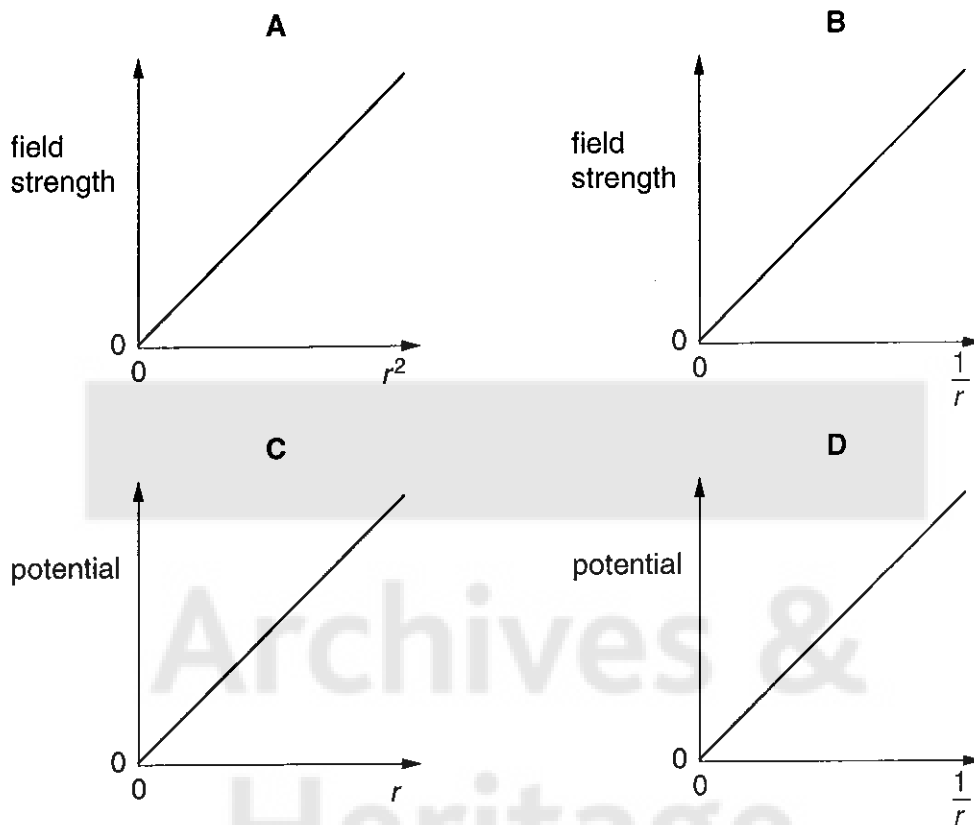 A
B
field
strength
0
0
r²
field
strength
0
0
1
r
C
D
potential
0
0
r
potential
0
0
1
r
Archives &
Heritage